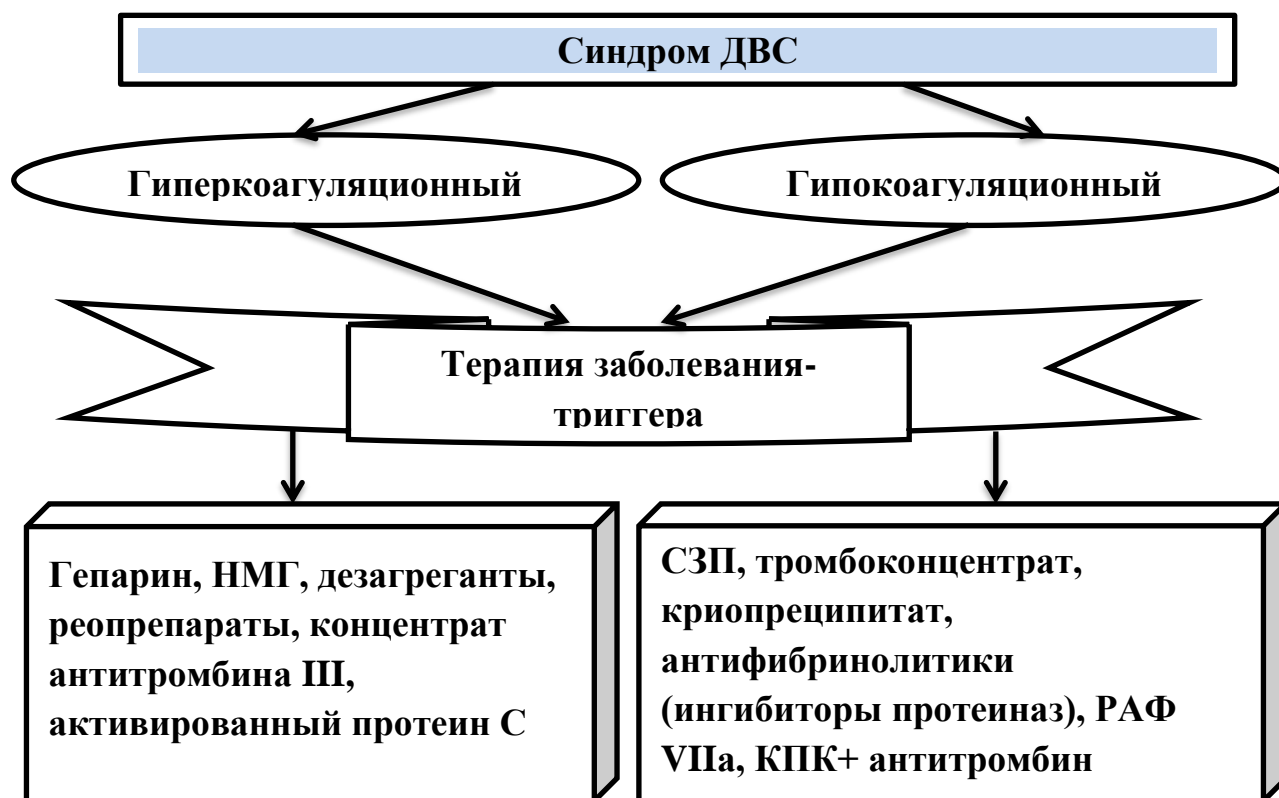 Синдром ДВС
Гиперкоагуляционный
Гипокоагуляционный
Терапия заболевания-
триггера
Гепарин, НМГ, дезагреганты,
реопрепараты, концентрат
антитромбина III,
активированный протеин С
СЗП, тромбоконцентрат,
криопреципитат,
антифибринолитики
(ингибиторы протеиназ), РАФ
VIIa, КПК+ антитромбин